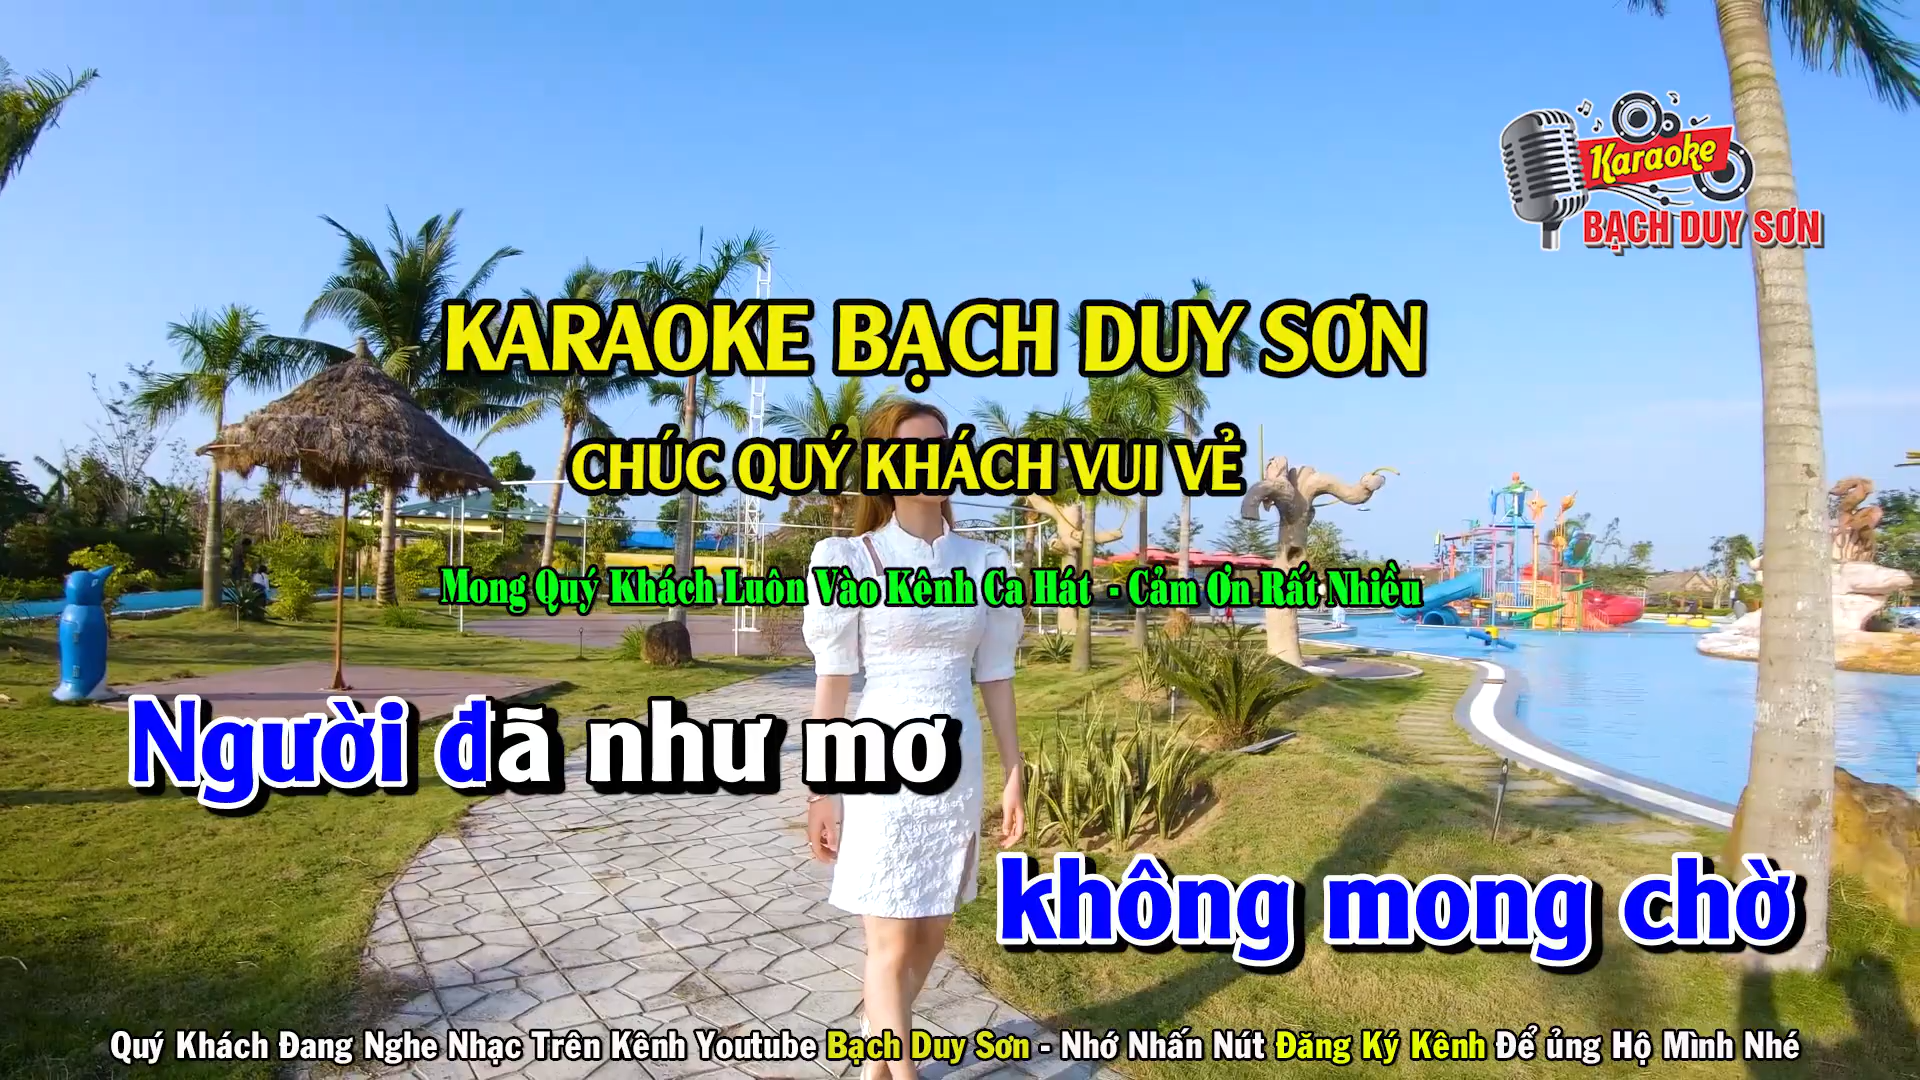 Karaoke
BẠCH DUY SƠN
KARAOKE BẠCH DUY SƠN
CHÚC QUÝ KHÁCH VUI VẺ
Mong Quý Khách Luôn Vào Kênh Ca Hát - Cảm Ơn Rất Nhiều
Người đã như mơ
không mong chờ
Quý Khách Đang Nghe Nhạc Trên Kênh Youtube Bạch Duy Sơn - Nhớ Nhấn Nút Đăng Ký Kênh Để ủng Hộ Mình Nhé